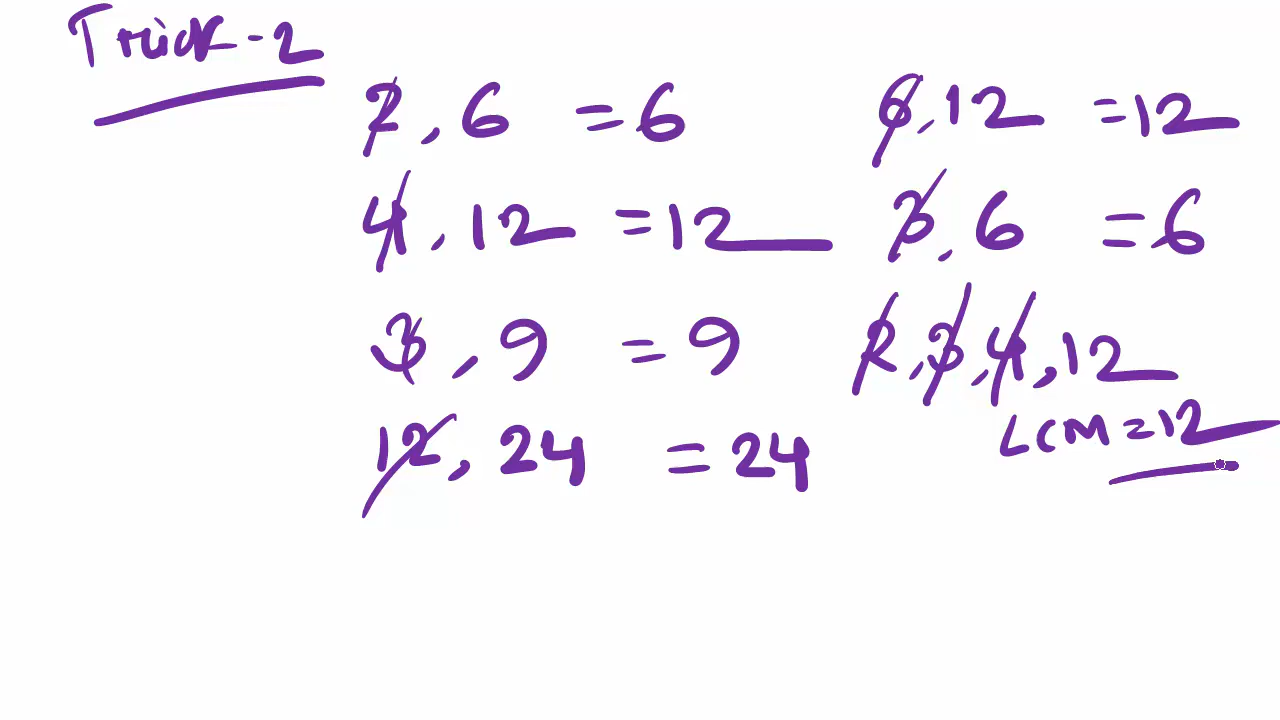 Trick-2
2, 6 = 6
4, 12 = 12
3, 9 = 9
12, 24 = 24
6, 12 = 12
3, 6 = 6
2, 3, 4, 12
LCM = 12